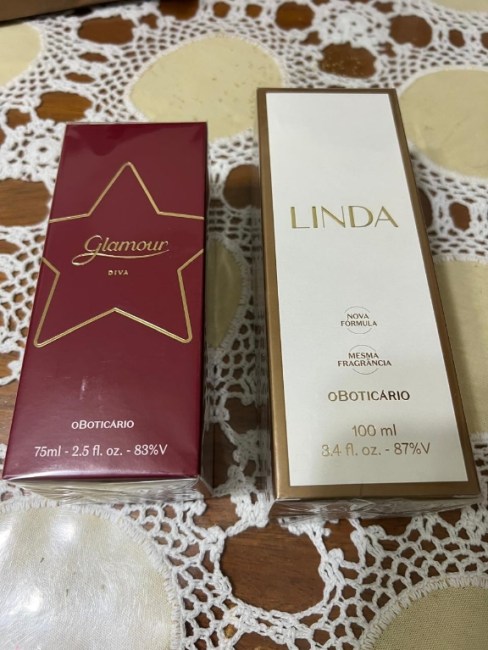 Glamour
DIVA
oBOTICÁRIO
75ml - 2.5 fl. oz. - 83%V
LINDA
NOVA
FÓRMULA
MESMA
FRAGRÂNCIA
oBOTICÁRIO
100 ml
3.4 fl. oz. - 87%V